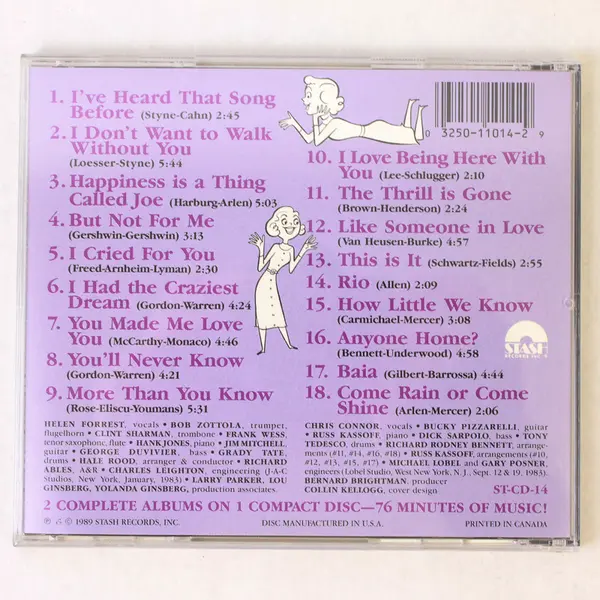 1. I've Heard That Song
Before (Styne-Cahn) 2:45
2. I Don't Want to Walk
Without You
(Loesser-Styne) 5:44
3. Happiness is a Thing
Called Joe (Harburg-Arlen) 5:03
4. But Not For Me
(Gershwin-Gershwin) 3:13
5. I Cried For You
(Freed-Arnheim-Lyman) 2:30
6. I Had the Craziest
Dream (Gordon-Warren) 4:24
7. You Made Me Love
You (McCarthy-Monaco) 4:46
8. You'll Never Know
(Gordon-Warren) 4:21
9. More Than You Know
(Rose-Eliscu-Youmans) 5:31
HELEN FORREST, vocals • BOB ZOTTOLA, trumpet,
flugelhorn • CLINT SHARMAN, trombone • FRANK WESS,
tenor saxophone, flute • HANK JONES, piano • JIM MITCHELL,
guitar • GEORGE DUVIVIER, bass • GRADY TATE,
drums • HALE ROOD, arranger & conductor • RICHARD
ABLES, A&R • CHARLES LEIGHTON, engineering (J-A-C
Studios, New York, January, 1983) • LARRY PARKER, LOU
GINSBERG, YOLANDA GINSBERG, production associates.
0 3250-11014-2 9
10. I Love Being Here With
You (Lee-Schlugger) 2:10
11. The Thrill is Gone
(Brown-Henderson) 2:24
12. Like Someone in Love
(Van Heusen-Burke) 4:57
13. This is It (Schwartz-Fields) 2:55
14. Rio (Allen) 2:09
15. How Little We Know
(Carmichael-Mercer) 3:08
16. Anyone Home?
(Bennett-Underwood) 4:58
17. Baia (Gilbert-Barrossa) 4:44
18. Come Rain or Come
Shine (Arlen-Mercer) 2:06
STASH
RECORDS INC.
CHRIS CONNOR, vocals • BUCKY PIZZARELLI, guitar
• RUSS KASSOFF, piano • DICK SARPOLO, bass • TONY
TEDESCO, drums • RICHARD RODNEY BENNETT, arrange-
ments (#11, #14, #16, #18) • RUSS KASSOFF, arrangements (#10,
#12, #13, #15, #17) • MICHAEL LOBEL and GARY POSNER,
engineers (Lobel Studios, West New York, N.J., Sept. 12 & 19, 1983).
BERNARD BRIGHTMAN, producer
COLLIN KELLOGG, cover design
ST-CD-14
2 COMPLETE ALBUMS ON 1 COMPACT DISC—76 MINUTES OF MUSIC!
℗ © 1989 STASH RECORDS, INC.
DISC MANUFACTURED IN U.S.A.
PRINTED IN CANADA